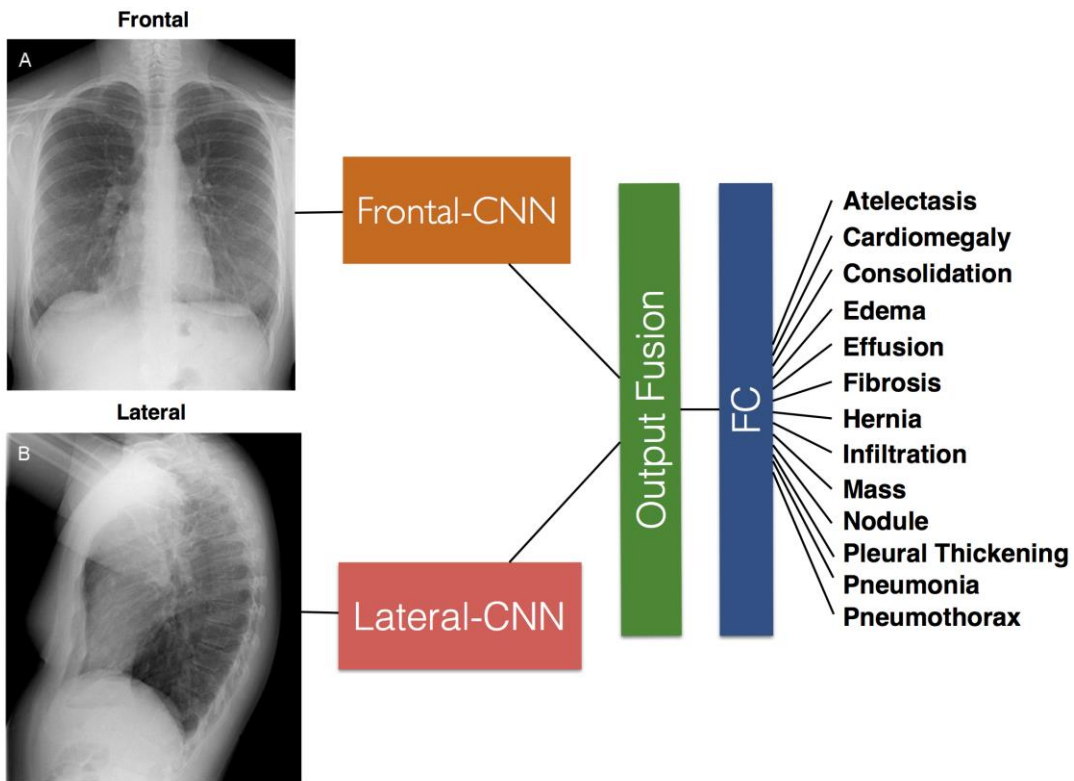 Frontal
A
Frontal-CNN
Lateral
B
Lateral-CNN
Output Fusion
FC
Atelectasis
Cardiomegaly
Consolidation
Edema
Effusion
Fibrosis
Hernia
Infiltration
Mass
Nodule
Pleural Thickening
Pneumonia
Pneumothorax